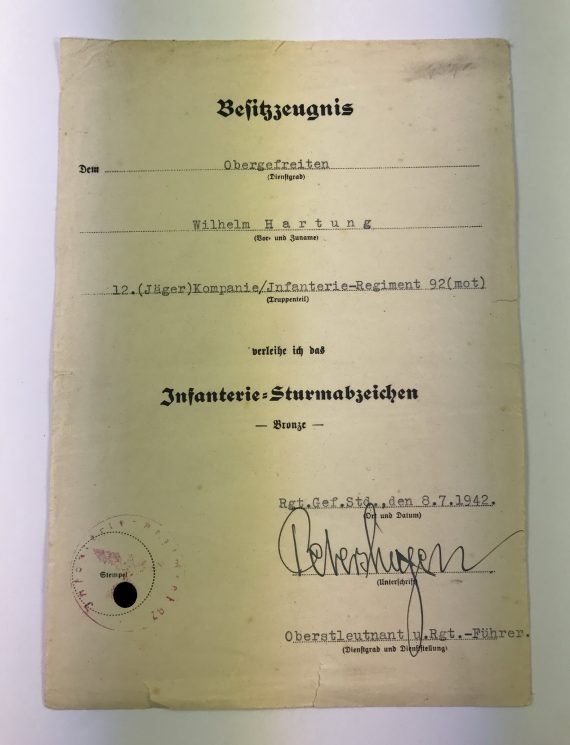 Besitzzeugnis
Dem Obergefreiten
(Dienstgrad)
Wilhelm Hartung
(Vor- und Zuname)
12.(Jäger)Kompanie/Jnfanterie-Regiment 92(mot)
(Truppenteil)
verleihe ich das
Infanterie-Sturmabzeichen
— Bronze —
Rgt.Gef.Std.,den 8.7.1942.
(Ort und Datum)
Petershagen
(Unterschrift)
Stempel
Oberstleutnant u.Rgt.-Führer.
(Dienstgrad und Dienststellung)